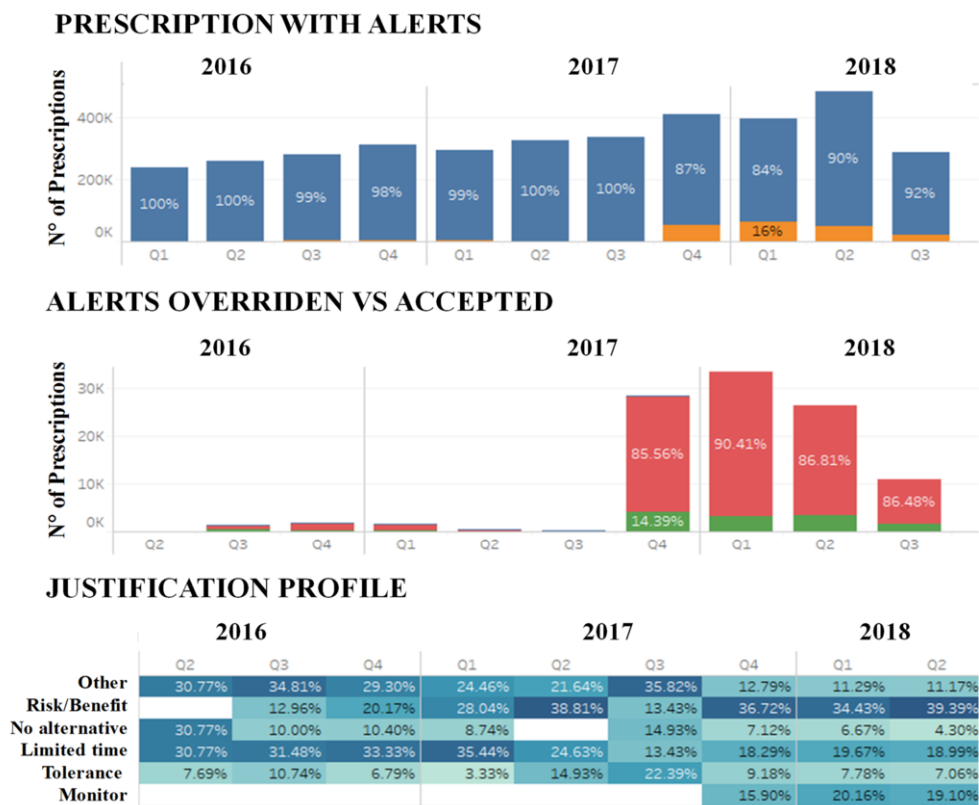 PRESCRIPTION WITH ALERTS
2016 2017 2018
N° of Prescriptions
400K
200K
0K
100% 100% 99% 98% 99% 100% 100% 87% 84% 90% 92%
16%
Q1 Q2 Q3 Q4 Q1 Q2 Q3 Q4 Q1 Q2 Q3
ALERTS OVERRIDEN VS ACCEPTED
2016 2017 2018
N° of Prescriptions
30K
20K
10K
0K
85.56% 90.41% 86.81% 86.48%
14.39%
Q2 Q3 Q4 Q1 Q2 Q3 Q4 Q1 Q2 Q3
JUSTIFICATION PROFILE
2016 2017 2018
Q2 Q3 Q4 Q1 Q2 Q3 Q4 Q1 Q2
Other 30.77% 34.81% 29.30% 24.46% 21.64% 35.82% 12.79% 11.29% 11.17%
Risk/Benefit 12.96% 20.17% 28.04% 38.81% 13.43% 36.72% 34.43% 39.39%
No alternative 30.77% 10.00% 10.40% 8.74% 14.93% 7.12% 6.67% 4.30%
Limited time 30.77% 31.48% 33.33% 35.44% 24.63% 13.43% 18.29% 19.67% 18.99%
Tolerance 7.69% 10.74% 6.79% 3.33% 14.93% 22.39% 9.18% 7.78% 7.06%
Monitor 15.90% 20.16% 19.10%